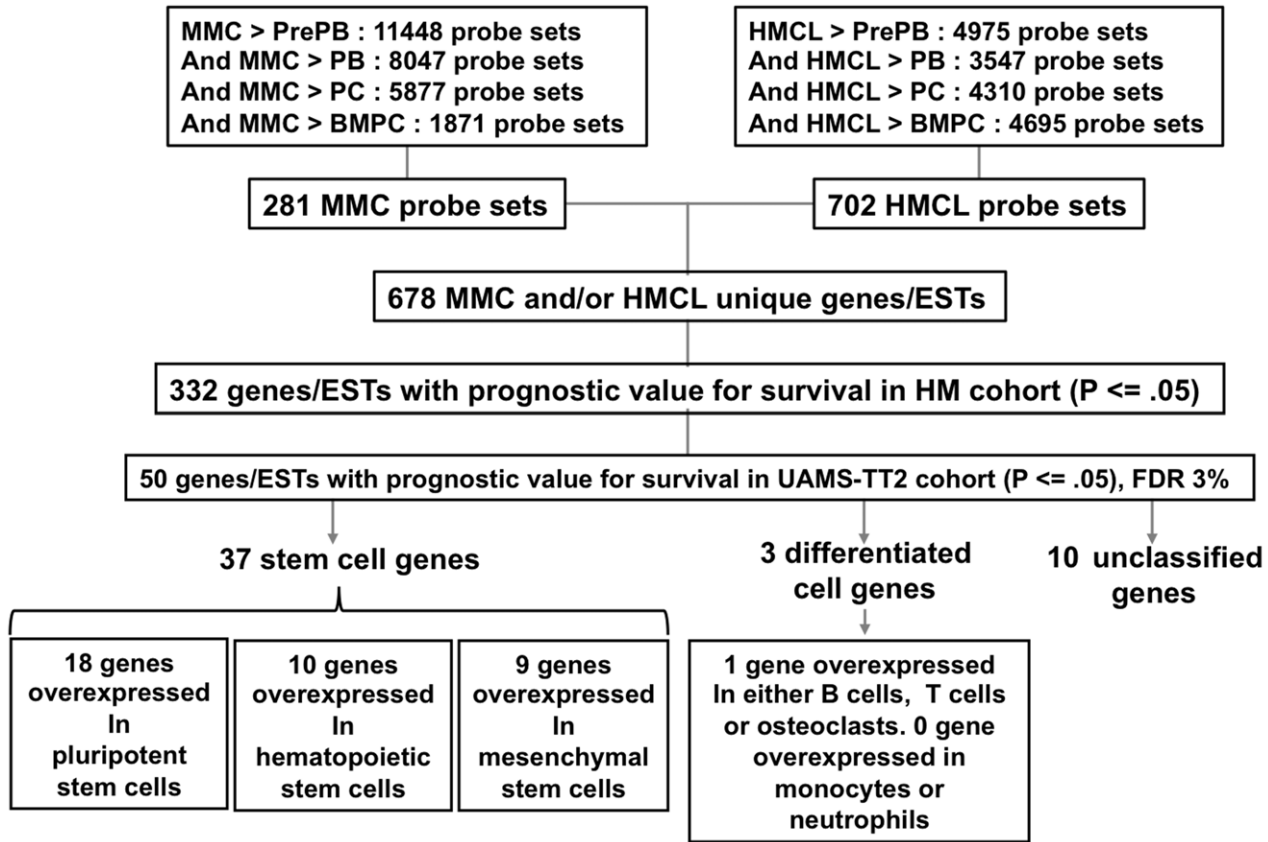 MMC > PrePB : 11448 probe sets
And MMC > PB : 8047 probe sets
And MMC > PC : 5877 probe sets
And MMC > BMPC : 1871 probe sets
HMCL > PrePB : 4975 probe sets
And HMCL > PB : 3547 probe sets
And HMCL > PC : 4310 probe sets
And HMCL > BMPC : 4695 probe sets
281 MMC probe sets
702 HMCL probe sets
678 MMC and/or HMCL unique genes/ESTs
332 genes/ESTs with prognostic value for survival in HM cohort (P <= .05)
50 genes/ESTs with prognostic value for survival in UAMS-TT2 cohort (P <= .05), FDR 3%
37 stem cell genes
3 differentiated
cell genes
10 unclassified
genes
18 genes
overexpressed
In
pluripotent
stem cells
10 genes
overexpressed
In
hematopoietic
stem cells
9 genes
overexpressed
In
mesenchymal
stem cells
1 gene overexpressed
In either B cells, T cells
or osteoclasts. 0 gene
overexpressed in
monocytes or
neutrophils